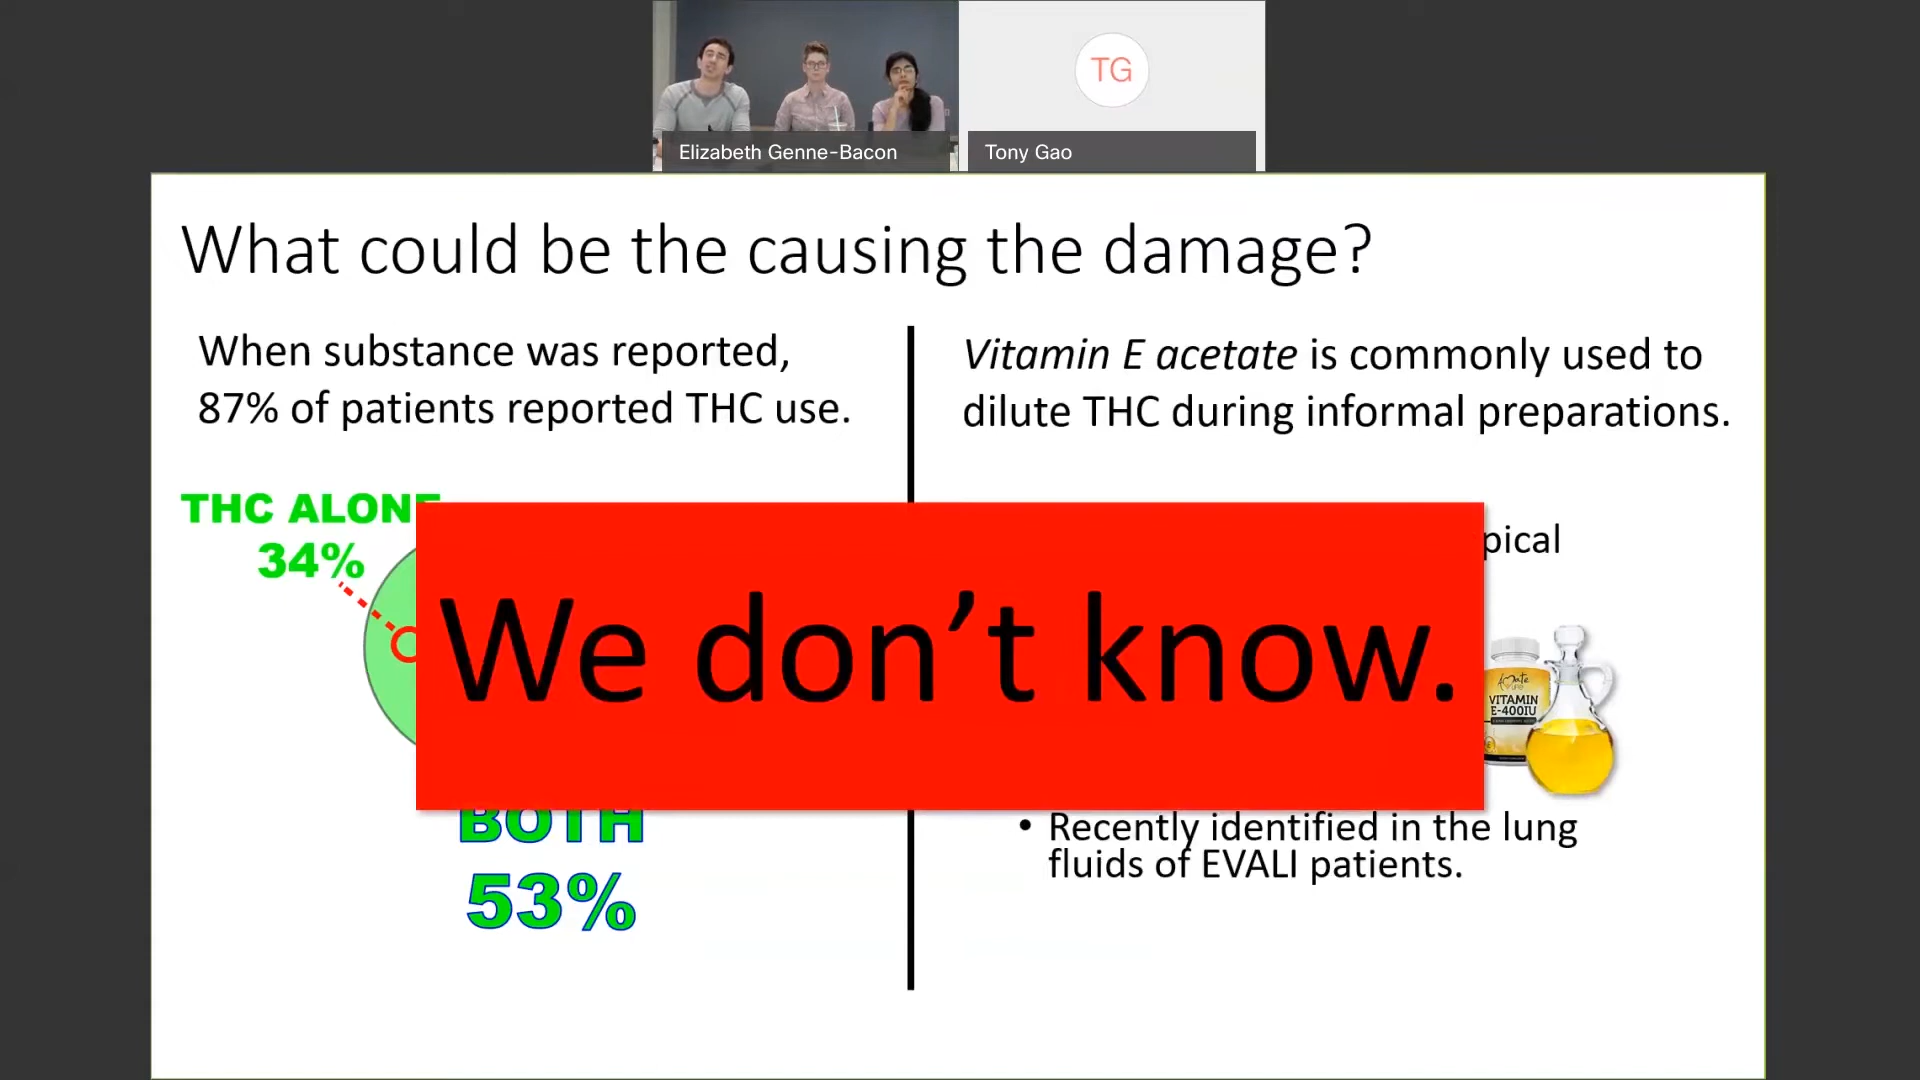 TG
Elizabeth Genne-Bacon
Tony Gao
What could be the causing the damage?
When substance was reported,
87% of patients reported THC use.
Vitamin E acetate is commonly used to
dilute THC during informal preparations.
THC ALONE
34%
pical
We don’t know.
VITAMIN
E-400IU
BOTH
53%
• Recently identified in the lung
fluids of EVALI patients.